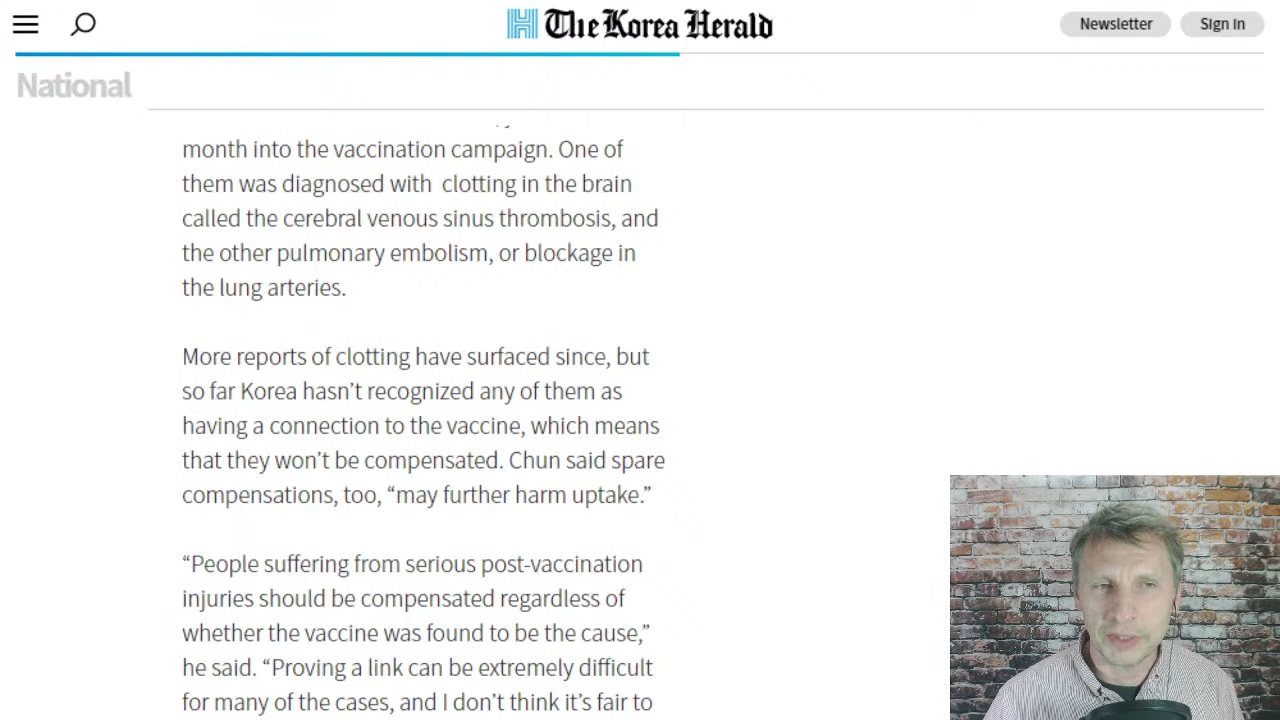 The Korea Herald
Newsletter
Sign In
National
month into the vaccination campaign. One of
them was diagnosed with  clotting in the brain
called the cerebral venous sinus thrombosis, and
the other pulmonary embolism, or blockage in
the lung arteries.
More reports of clotting have surfaced since, but
so far Korea hasn’t recognized any of them as
having a connection to the vaccine, which means
that they won’t be compensated. Chun said spare
compensations, too, “may further harm uptake.”
“People suffering from serious post-vaccination
injuries should be compensated regardless of
whether the vaccine was found to be the cause,”
he said. “Proving a link can be extremely difficult
for many of the cases, and I don’t think it’s fair to